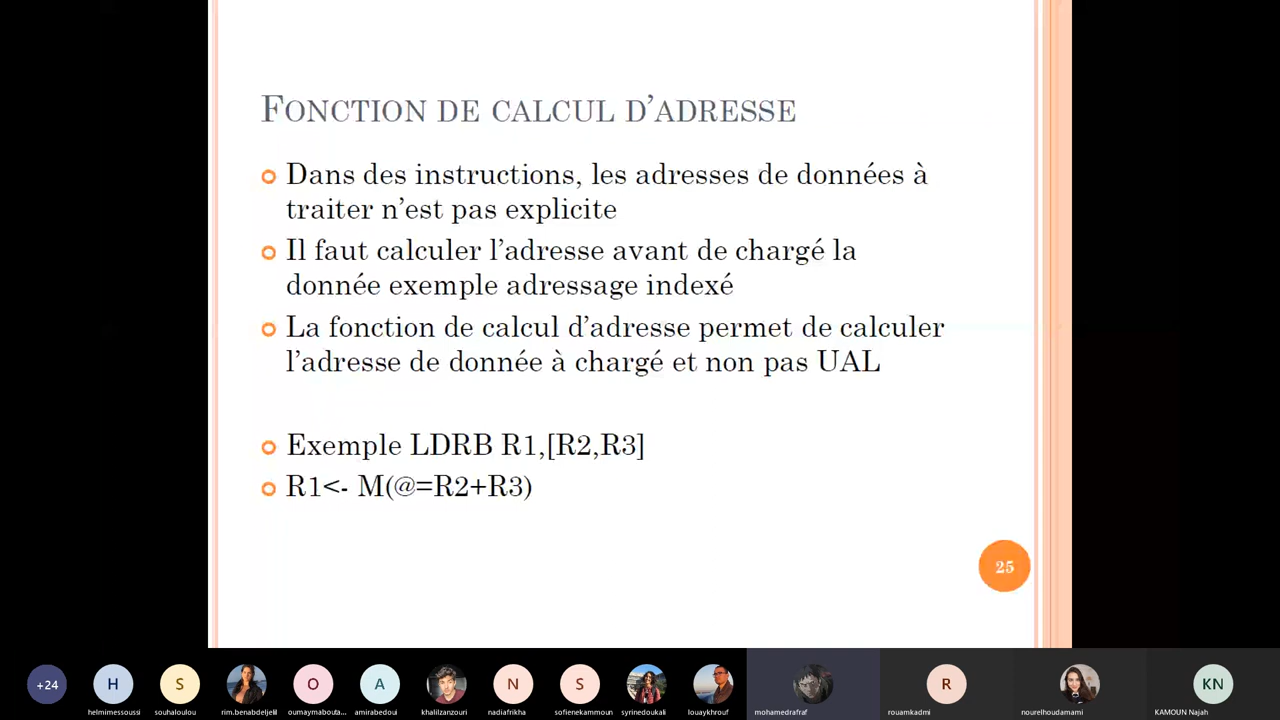 FONCTION DE CALCUL D'ADRESSE
Dans des instructions, les adresses de données à
traiter n'est pas explicite
Il faut calculer l'adresse avant de chargé la
donnée exemple adressage indexé
La fonction de calcul d'adresse permet de calculer
l'adresse de donnée à chargé et non pas UAL
Exemple LDRB R1,[R2,R3]
R1<- M(@=R2+R3)
25
+24
H
S
O
A
N
S
R
KN
helmimessoussi
souhaloulou
rim.benabdeljelil
oumaymabouta...
amirabedoui
khalilzanzouri
nadiafrikha
sofienekammoun
syrinedoukali
louaykhrouf
mohamedrafraf
rouamkadmi
nourelhoudamami
KAMOUN Najah